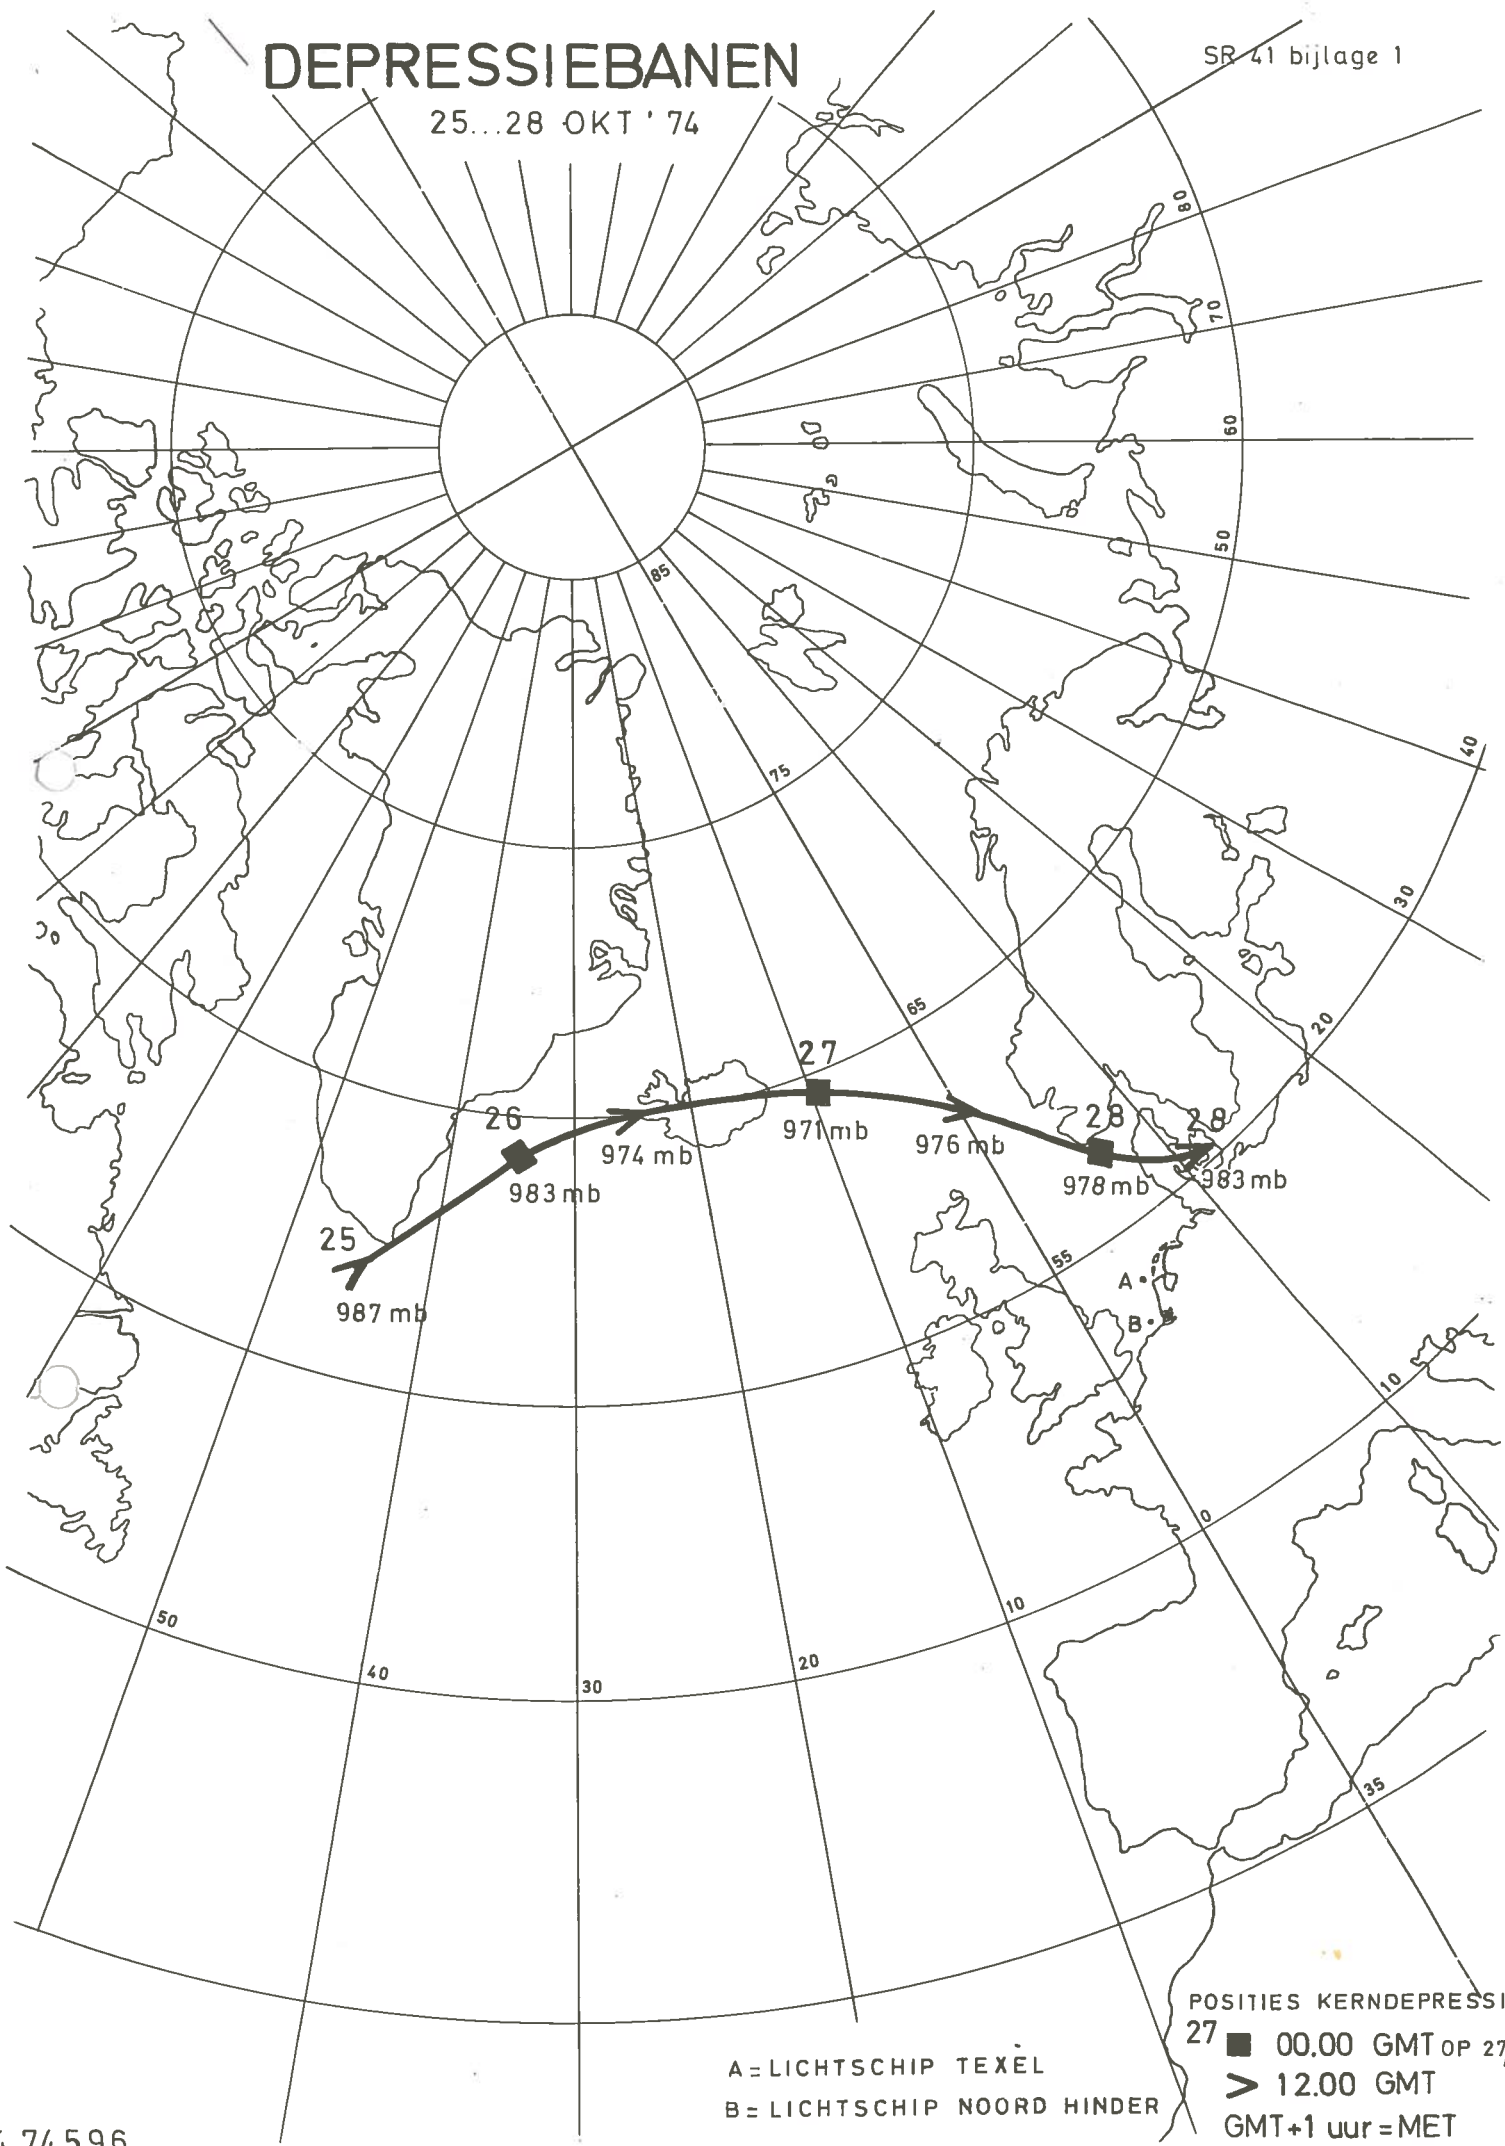 DEPRESSIEBANEN
SR 41 bijlage 1
25...28 OKT '74
80
70
60
50
85
40
75
30
65
20
27
26
28
28
971 mb
976 mb
974 mb
978 mb
983 mb
983 mb
25
55
A
987 mb
B
10
0
50
10
40
20
30
35
POSITIES KERNDEPRESSI
27 ■ 00.00 GMT OP 27
> 12.00 GMT
GMT+1 uur = MET
A = LICHTSCHIP TEXEL
B = LICHTSCHIP NOORD HINDER
74.596